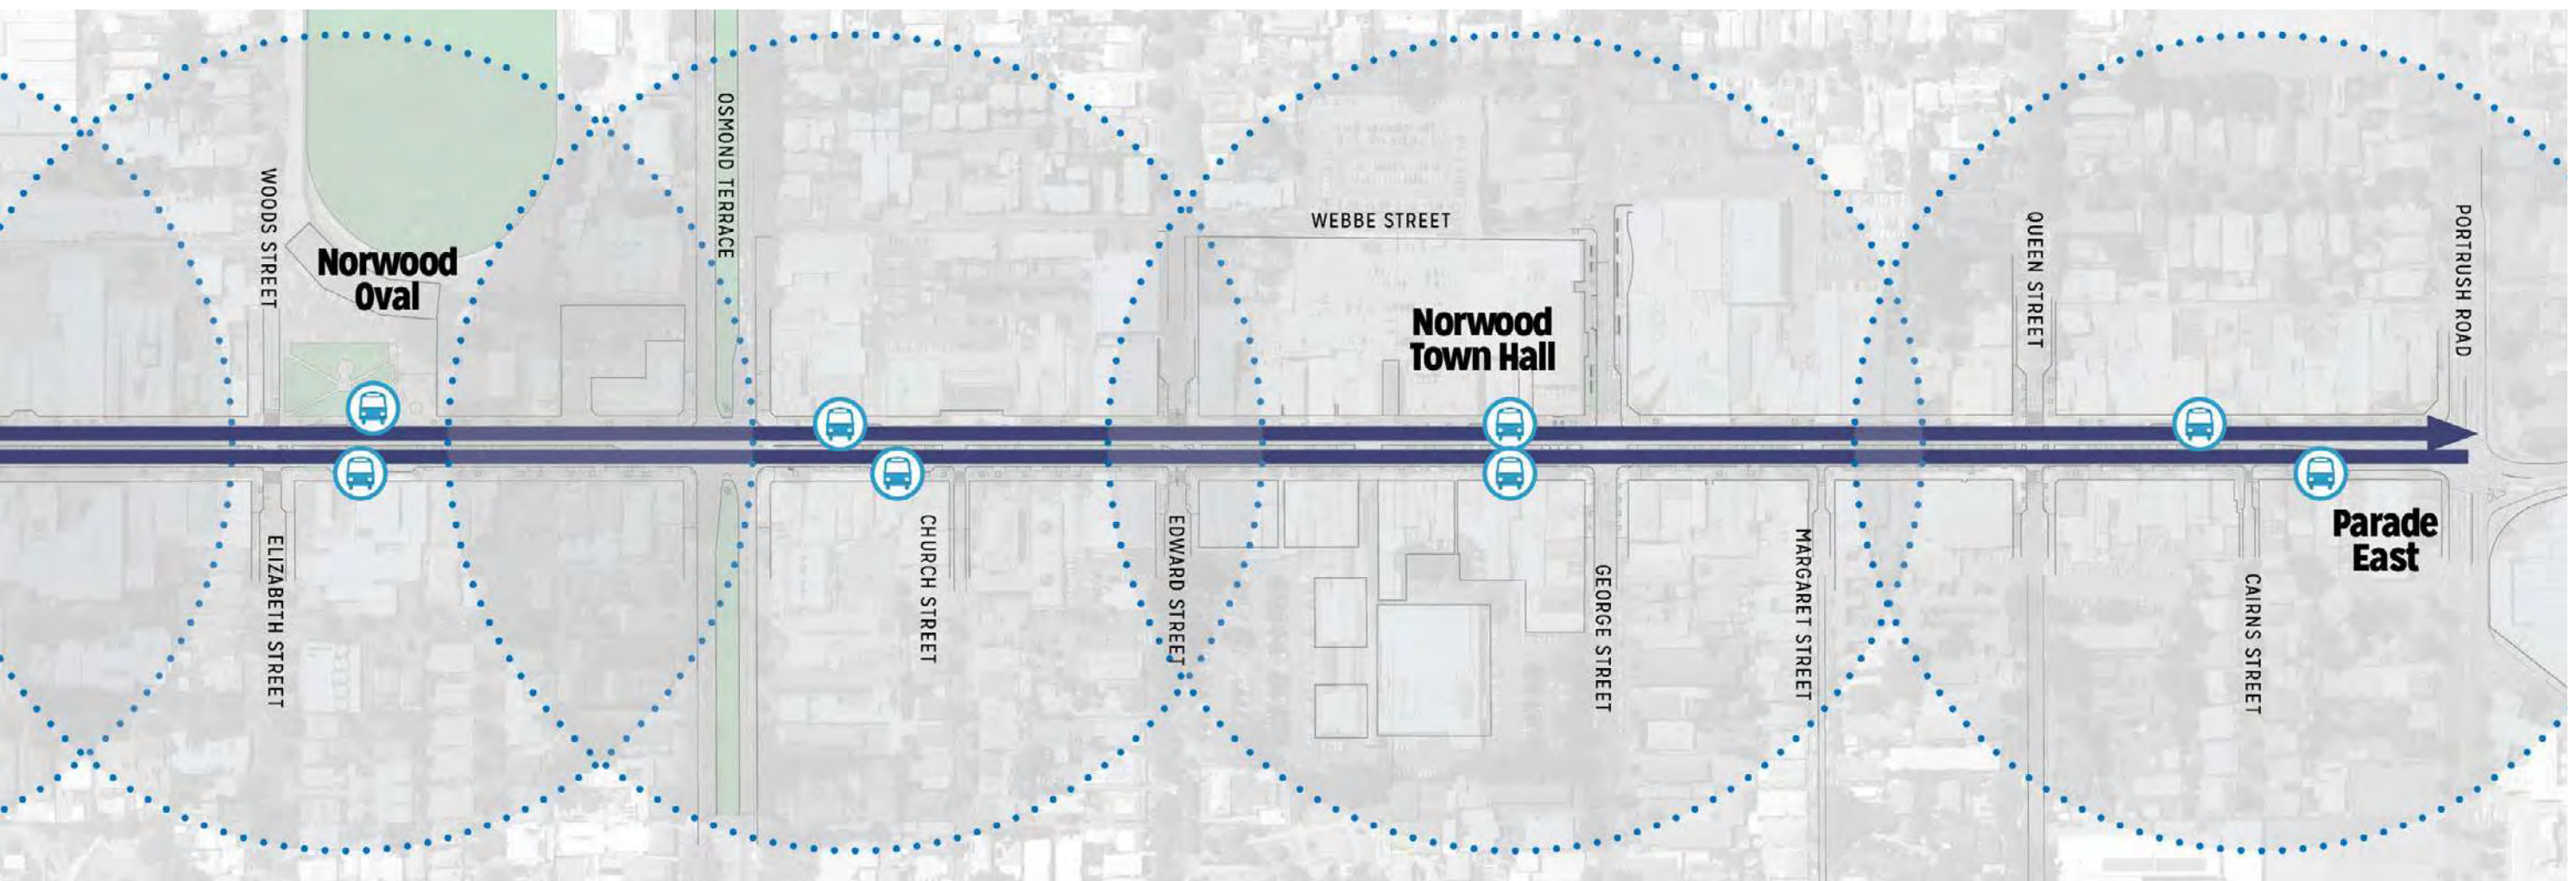 WOODS STREET
Norwood
Oval
OSMOND TERRACE
WEBBE STREET
Norwood
Town Hall
QUEEN STREET
PORTRUSH ROAD
ELIZABETH STREET
CHURCH STREET
EDWARD STREET
GEORGE STREET
MARGARET STREET
CAIRNS STREET
Parade
East